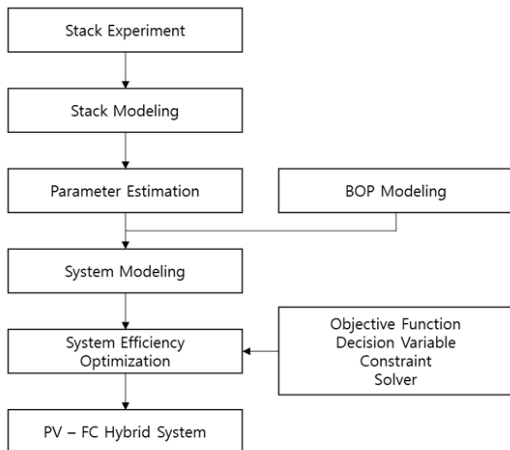 Stack Experiment
Stack Modeling
Parameter Estimation
BOP Modeling
System Modeling
System Efficiency
Optimization
Objective Function
Decision Variable
Constraint
Solver
PV – FC Hybrid System